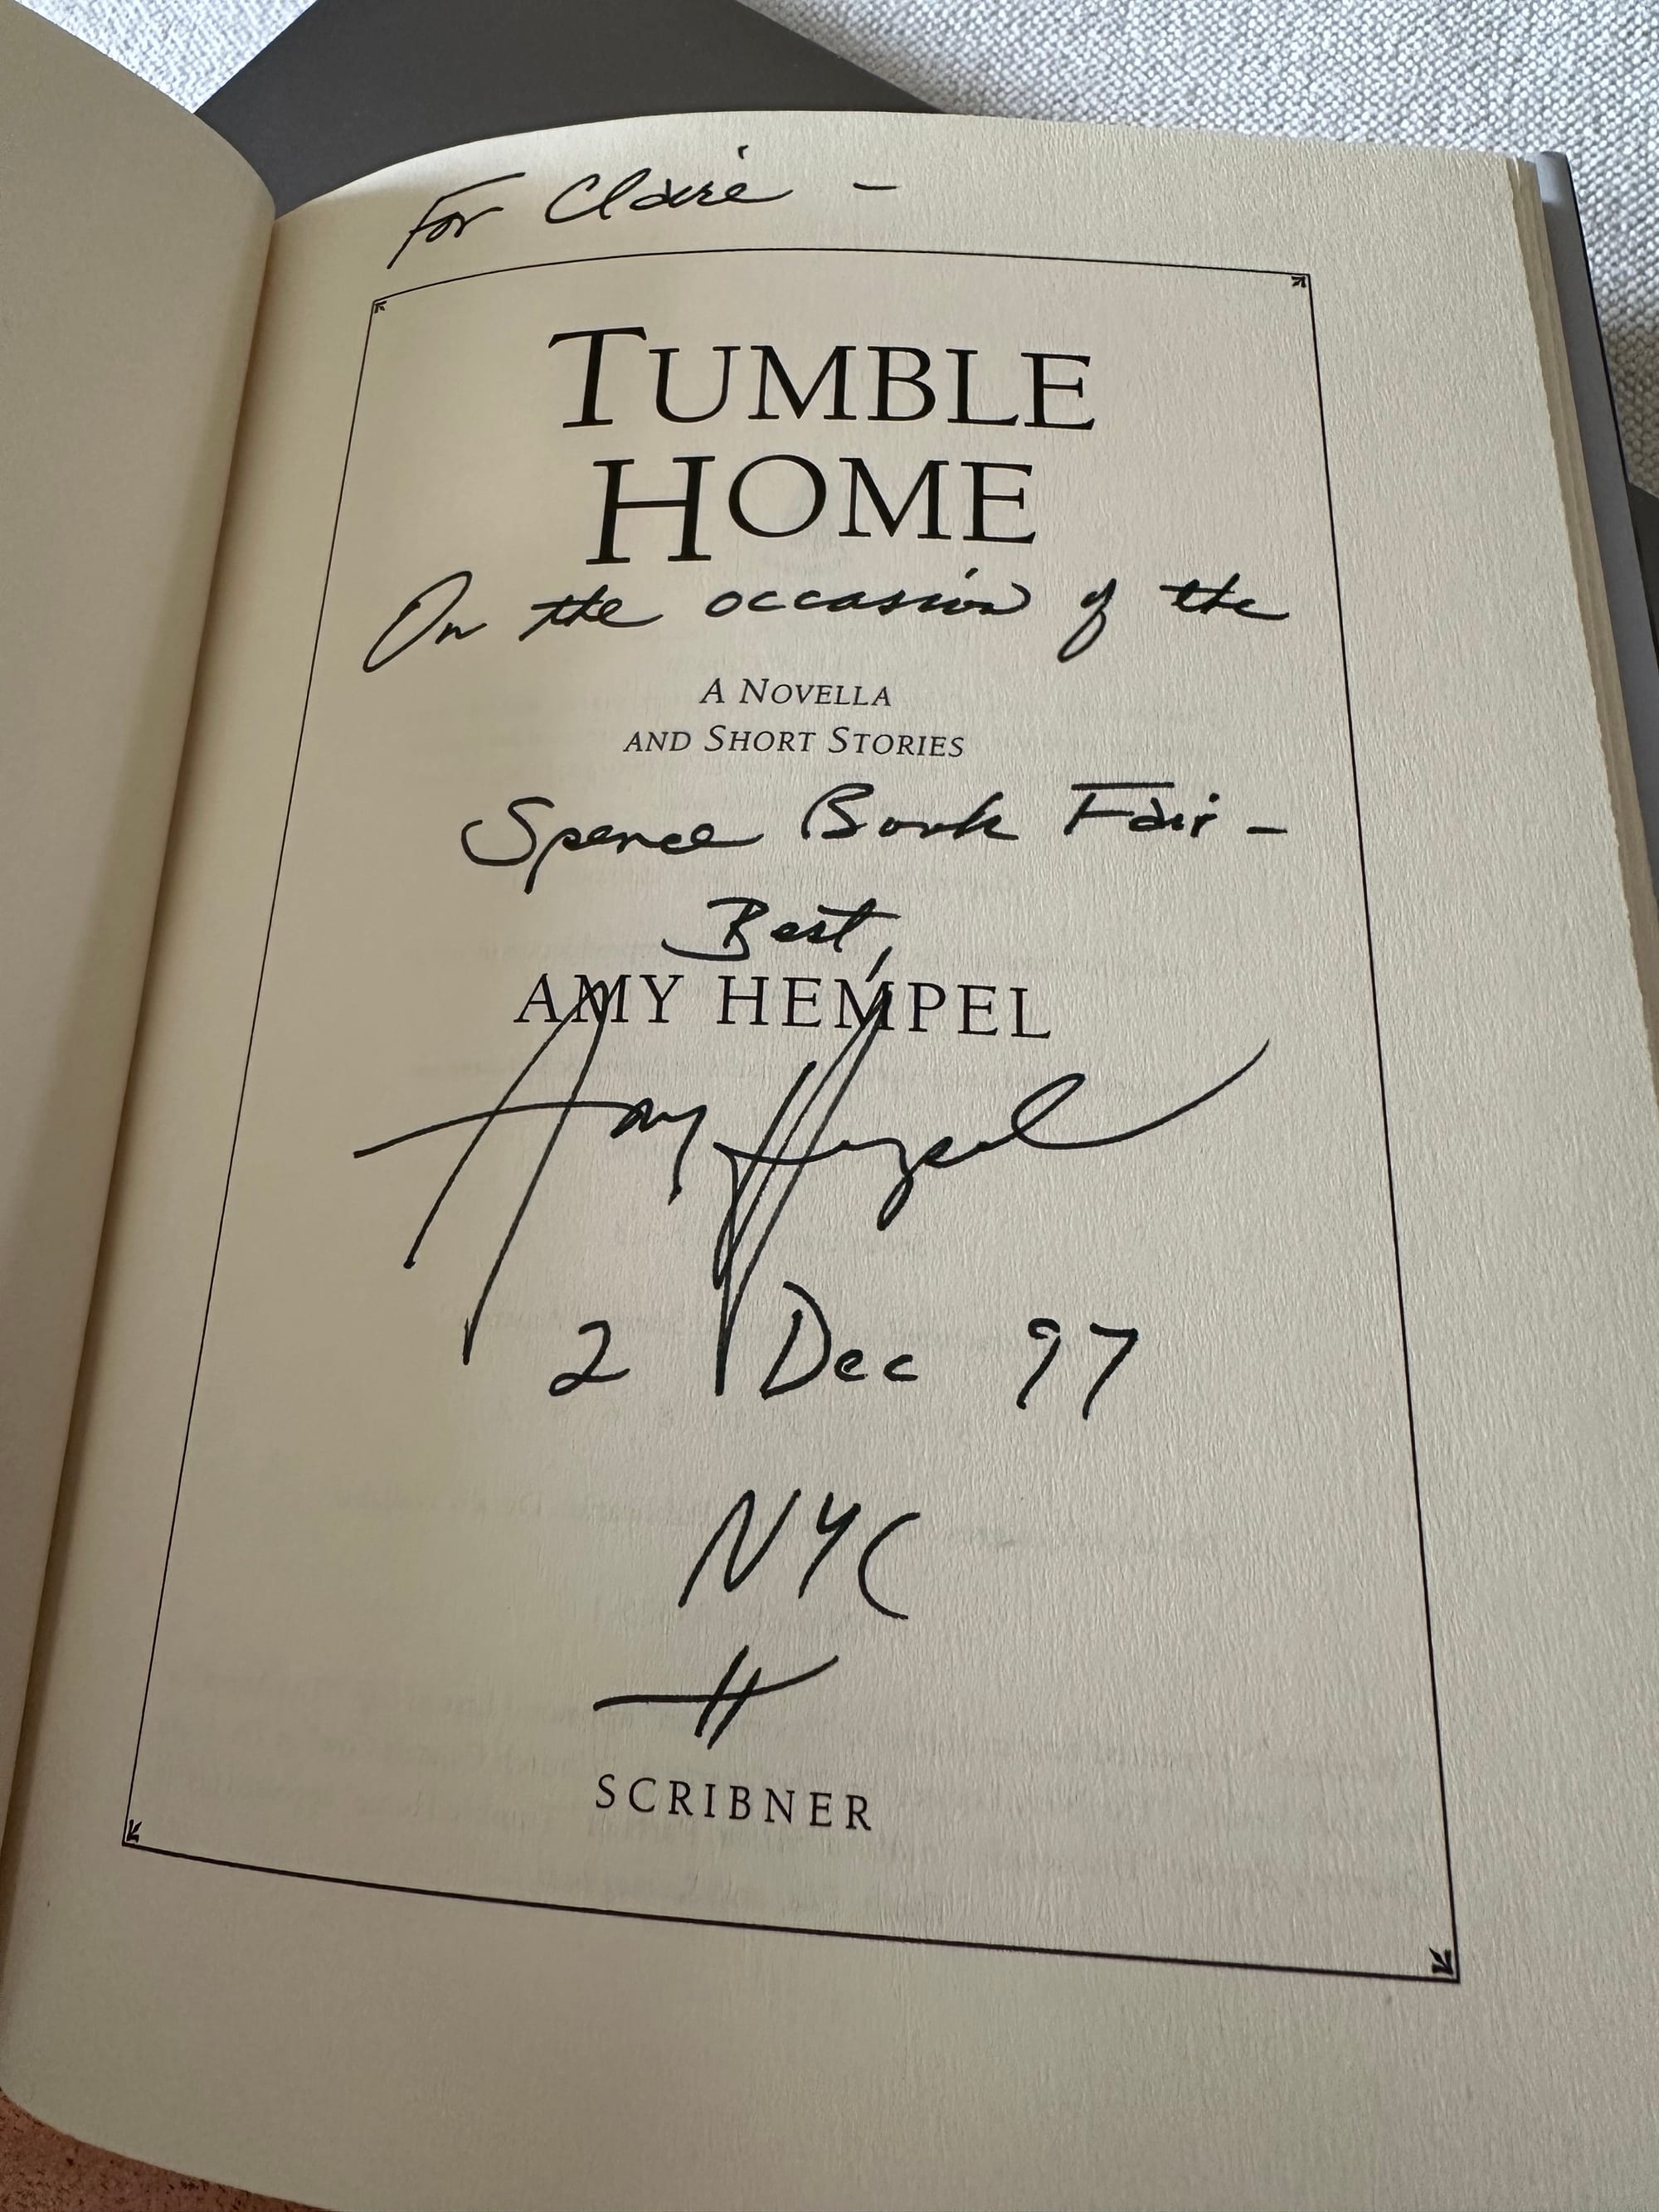 For Claire –
TUMBLE
HOME
On the occasion of the
A NOVELLA
AND SHORT STORIES
Spence Book Fair –
Best,
AMY HEMPEL
Amy Hempel
2 Dec 97
NYC
SCRIBNER